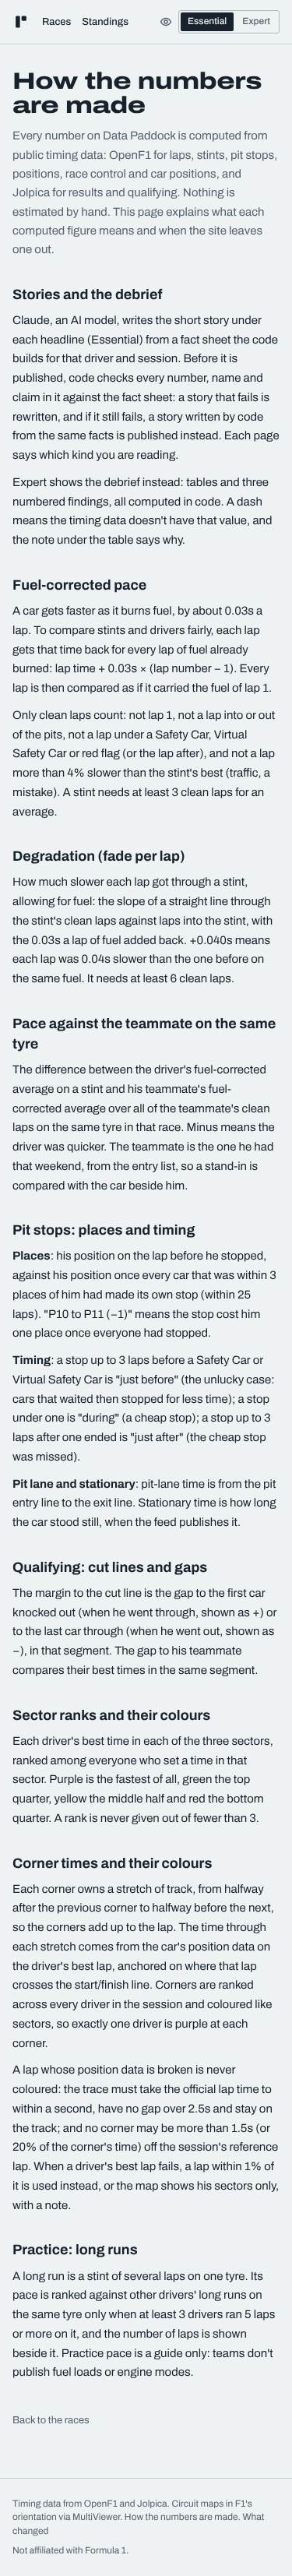 Races Standings Essential Expert
How the numbers
are made
Every number on Data Paddock is computed from
public timing data: OpenF1 for laps, stints, pit stops,
positions, race control and car positions, and
Jolpica for results and qualifying. Nothing is
estimated by hand. This page explains what each
computed figure means and when the site leaves
one out.
Stories and the debrief
Claude, an AI model, writes the short story under
each headline (Essential) from a fact sheet the code
builds for that driver and session. Before it is
published, code checks every number, name and
claim in it against the fact sheet: a story that fails is
rewritten, and if it still fails, a story written by code
from the same facts is published instead. Each page
says which kind you are reading.
Expert shows the debrief instead: tables and three
numbered findings, all computed in code. A dash
means the timing data doesn't have that value, and
the note under the table says why.
Fuel-corrected pace
A car gets faster as it burns fuel, by about 0.03s a
lap. To compare stints and drivers fairly, each lap
gets that time back for every lap of fuel already
burned: lap time + 0.03s × (lap number − 1). Every
lap is then compared as if it carried the fuel of lap 1.
Only clean laps count: not lap 1, not a lap into or out
of the pits, not a lap under a Safety Car, Virtual
Safety Car or red flag (or the lap after), and not a lap
more than 4% slower than the stint's best (traffic, a
mistake). A stint needs at least 3 clean laps for an
average.
Degradation (fade per lap)
How much slower each lap got through a stint,
allowing for fuel: the slope of a straight line through
the stint's clean laps against laps into the stint, with
the 0.03s a lap of fuel added back. +0.040s means
each lap was 0.04s slower than the one before on
the same fuel. It needs at least 6 clean laps.
Pace against the teammate on the same
tyre
The difference between the driver's fuel-corrected
average on a stint and his teammate's fuel-
corrected average over all of the teammate's clean
laps on the same tyre in that race. Minus means the
driver was quicker. The teammate is the one he had
that weekend, from the entry list, so a stand-in is
compared with the car beside him.
Pit stops: places and timing
Places: his position on the lap before he stopped,
against his position once every car that was within 3
places of him had made its own stop (within 25
laps). "P10 to P11 (−1)" means the stop cost him
one place once everyone had stopped.
Timing: a stop up to 3 laps before a Safety Car or
Virtual Safety Car is "just before" (the unlucky case:
cars that waited then stopped for less time); a stop
under one is "during" (a cheap stop); a stop up to 3
laps after one ended is "just after" (the cheap stop
was missed).
Pit lane and stationary: pit-lane time is from the pit
entry line to the exit line. Stationary time is how long
the car stood still, when the feed publishes it.
Qualifying: cut lines and gaps
The margin to the cut line is the gap to the first car
knocked out (when he went through, shown as +) or
to the last car through (when he went out, shown as
−), in that segment. The gap to his teammate
compares their best times in the same segment.
Sector ranks and their colours
Each driver's best time in each of the three sectors,
ranked among everyone who set a time in that
sector. Purple is the fastest of all, green the top
quarter, yellow the middle half and red the bottom
quarter. A rank is never given out of fewer than 3.
Corner times and their colours
Each corner owns a stretch of track, from halfway
after the previous corner to halfway before the next,
so the corners add up to the lap. The time through
each stretch comes from the car's position data on
the driver's best lap, anchored on where that lap
crosses the start/finish line. Corners are ranked
across every driver in the session and coloured like
sectors, so exactly one driver is purple at each
corner.
A lap whose position data is broken is never
coloured: the trace must take the official lap time to
within a second, have no gap over 2.5s and stay on
the track; and no corner may be more than 1.5s (or
20% of the corner's time) off the session's reference
lap. When a driver's best lap fails, a lap within 1% of
it is used instead, or the map shows his sectors only,
with a note.
Practice: long runs
A long run is a stint of several laps on one tyre. Its
pace is ranked against other drivers' long runs on
the same tyre only when at least 3 drivers ran 5 laps
or more on it, and the number of laps is shown
beside it. Practice pace is a guide only: teams don't
publish fuel loads or engine modes.
Back to the races
Timing data from OpenF1 and Jolpica. Circuit maps in F1's
orientation via MultiViewer. How the numbers are made. What
changed
Not affiliated with Formula 1.